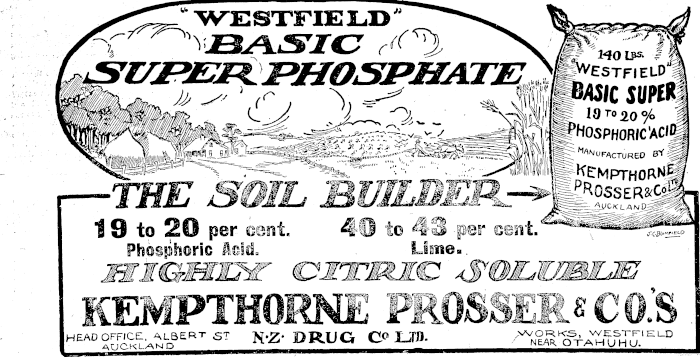 "WESTFIELD"
BASIC
SUPER PHOSPHATE
140 LBS.
"WESTFIELD"
BASIC SUPER
19 TO 20%
PHOSPHORIC ACID
MANUFACTURED BY
KEMPTHORNE
PROSSER & Co LTD
AUCKLAND
THE SOIL BUILDER
19 to 20 per cent.
Phosphoric Acid.
40 to 43 per cent.
Lime.
HIGHLY CITRIC SOLUBLE
KEMPTHORNE PROSSER & CO.'S
HEAD OFFICE, ALBERT ST
AUCKLAND
N·Z· DRUG Co LTD.
WORKS, WESTFIELD
NEAR OTAHUHU.